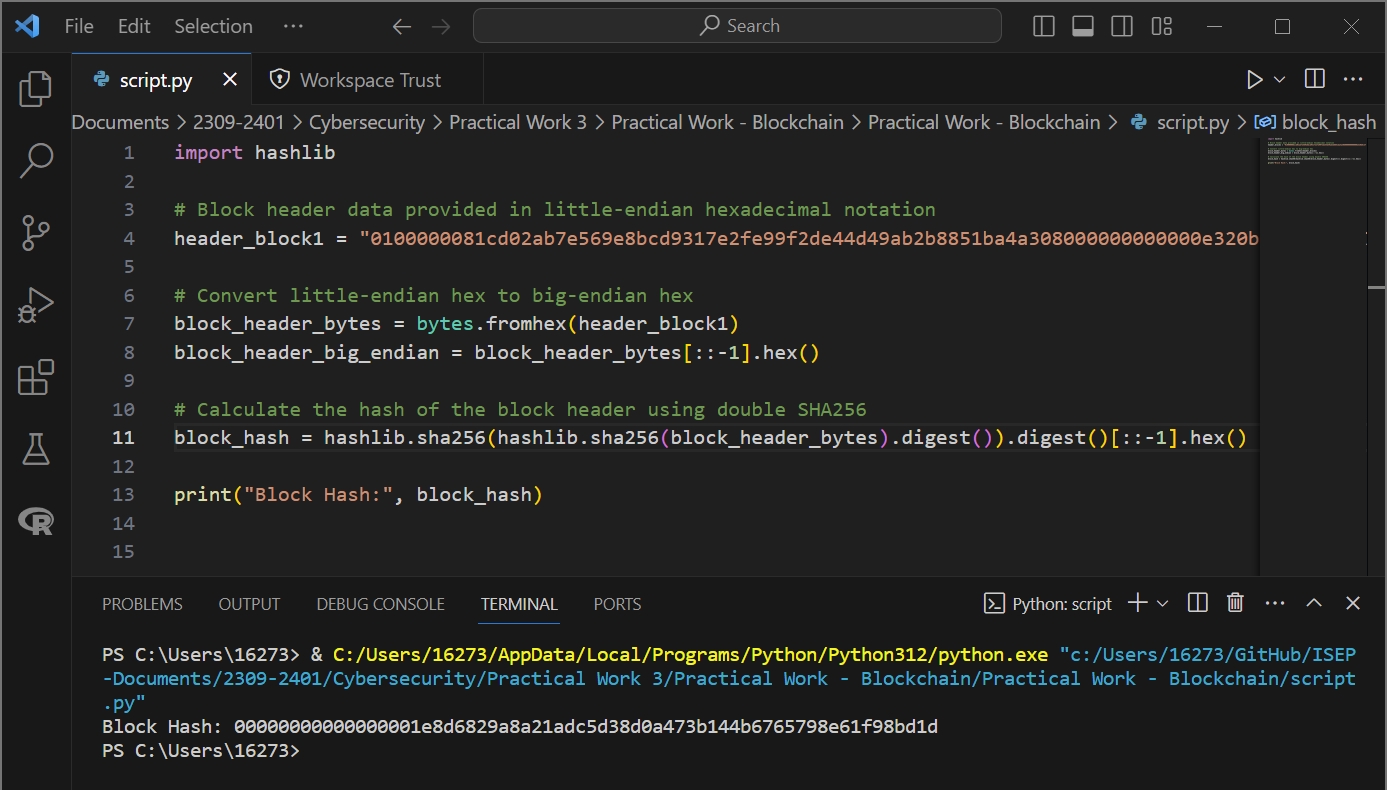 File Edit Selection ··· Search
script.py Workspace Trust
Documents > 2309-2401 > Cybersecurity > Practical Work 3 > Practical Work - Blockchain > Practical Work - Blockchain > script.py > block_hash
1 import hashlib
2
3 # Block header data provided in little-endian hexadecimal notation
4 header_block1 = "0100000081cd02ab7e569e8bcd9317e2fe99f2de44d49ab2b8851ba4a308000000000000e320b
5
6 # Convert little-endian hex to big-endian hex
7 block_header_bytes = bytes.fromhex(header_block1)
8 block_header_big_endian = block_header_bytes[::-1].hex()
9
10 # Calculate the hash of the block header using double SHA256
11 block_hash = hashlib.sha256(hashlib.sha256(block_header_bytes).digest()).digest()[::-1].hex()
12
13 print("Block Hash:", block_hash)
14
15
PROBLEMS OUTPUT DEBUG CONSOLE TERMINAL PORTS Python: script
PS C:\Users\16273> & C:/Users/16273/AppData/Local/Programs/Python/Python312/python.exe "c:/Users/16273/GitHub/ISEP
-Documents/2309-2401/Cybersecurity/Practical Work 3/Practical Work - Blockchain/Practical Work - Blockchain/script
.py"
Block Hash: 00000000000000001e8d6829a8a21adc5d38d0a473b144b6765798e61f98bd1d
PS C:\Users\16273>